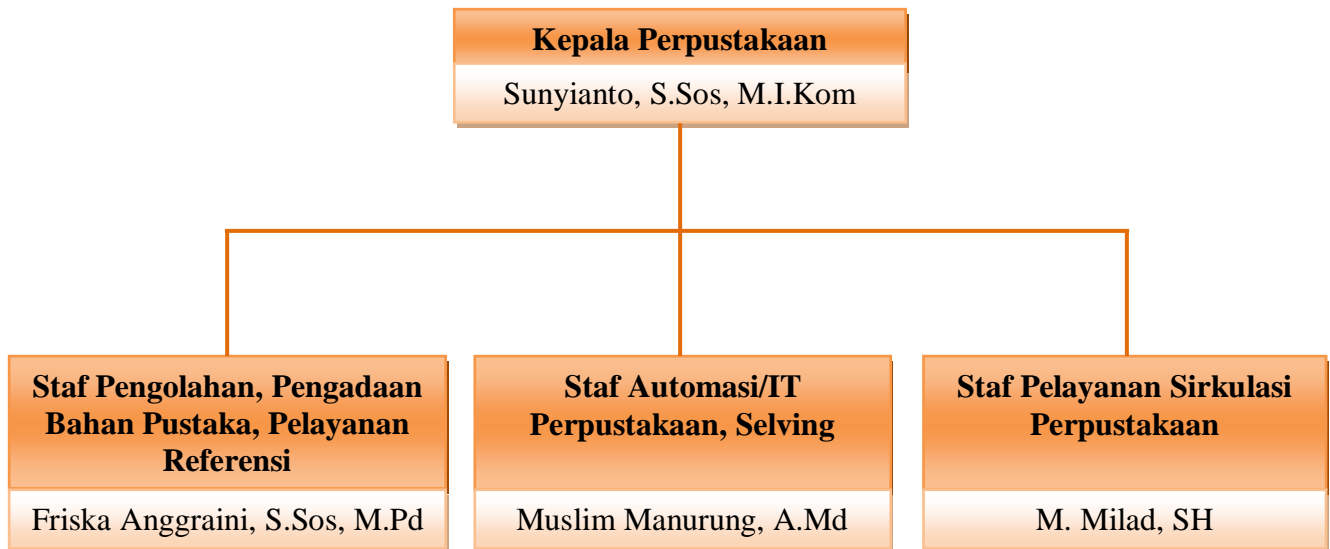 Kepala Perpustakaan
Sunyianto, S.Sos, M.I.Kom
Staf Pengolahan, Pengadaan
Bahan Pustaka, Pelayanan
Referensi
Friska Anggraini, S.Sos, M.Pd
Staf Automasi/IT
Perpustakaan, Selving
Muslim Manurung, A.Md
Staf Pelayanan Sirkulasi
Perpustakaan
M. Milad, SH